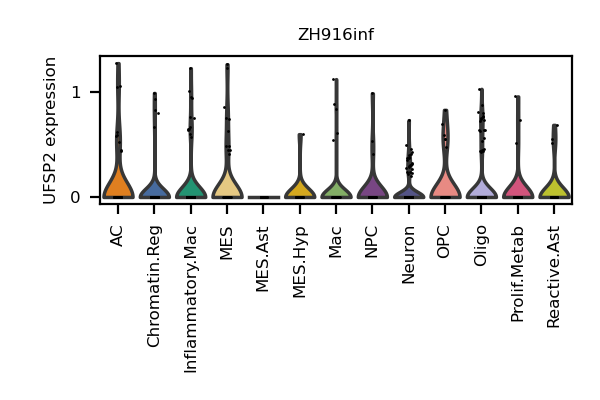 ZH916inf
UFSP2 expression
1
0
AC
Chromatin.Reg
Inflammatory.Mac
MES
MES.Ast
MES.Hyp
Mac
NPC
Neuron
OPC
Oligo
Prolif.Metab
Reactive.Ast